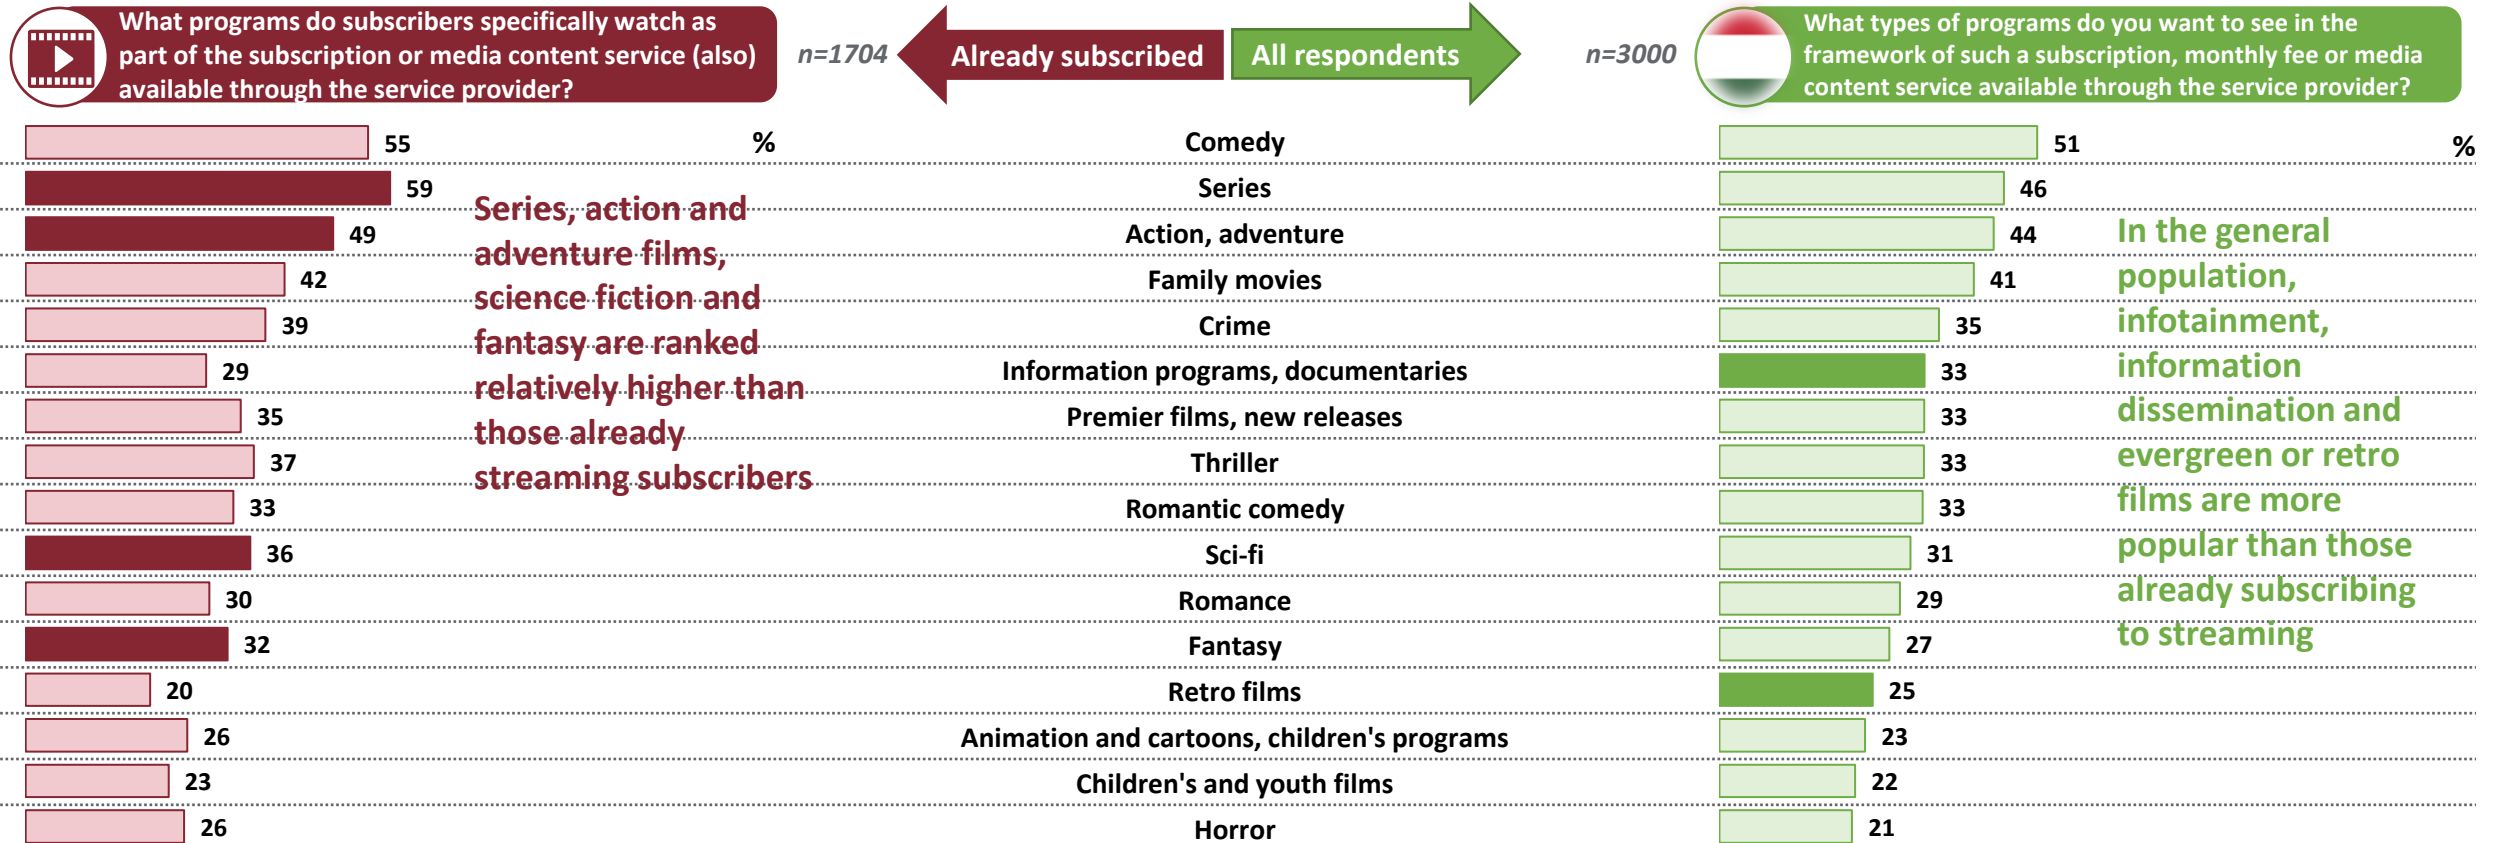 What programs do subscribers specifically watch as
part of the subscription or media content service (also)
available through the service provider?
n=1704
Already subscribed
All respondents
n=3000
What types of programs do you want to see in the
framework of such a subscription, monthly fee or media
content service available through the service provider?
55 % Comedy 51 %
59 Series 46
49 Action, adventure 44
42 Family movies 41
39 Crime 35
29 Information programs, documentaries 33
35 Premier films, new releases 33
37 Thriller 33
33 Romantic comedy 33
36 Sci-fi 31
30 Romance 29
32 Fantasy 27
20 Retro films 25
26 Animation and cartoons, children's programs 23
23 Children's and youth films 22
26 Horror 21
Series, action and
adventure films,
science fiction and
fantasy are ranked
relatively higher than
those already
streaming subscribers
In the general
population,
infotainment,
information
dissemination and
evergreen or retro
films are more
popular than those
already subscribing
to streaming